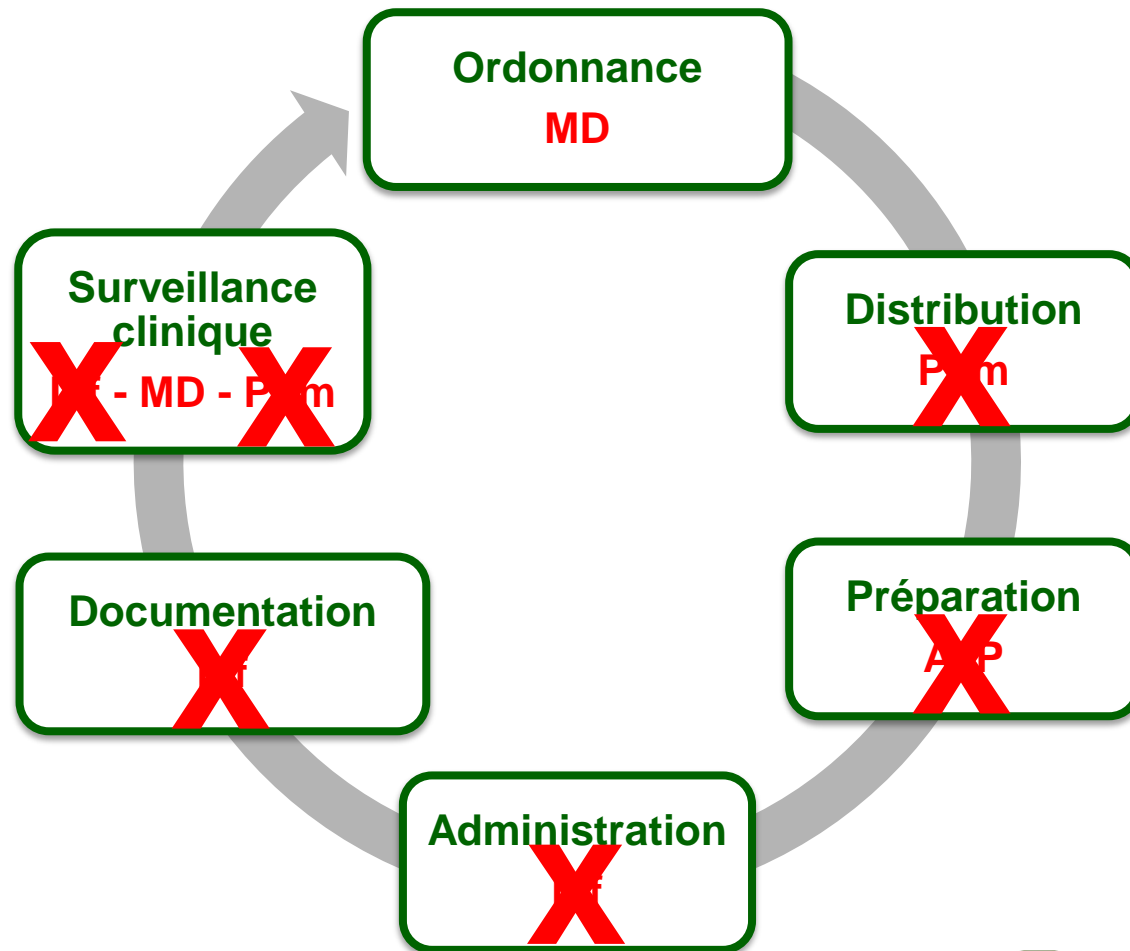 Ordonnance
MD
Distribution
Préparation
Administration
Documentation
Surveillance
clinique
- MD -